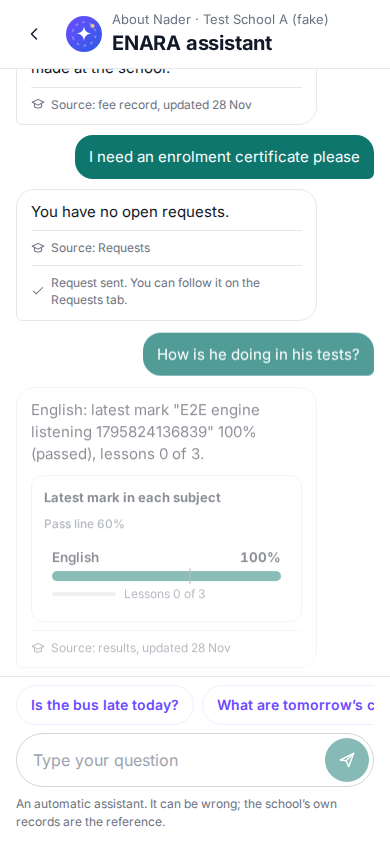 About Nader · Test School A (fake)
ENARA assistant
made at the school.
Source: fee record, updated 28 Nov
I need an enrolment certificate please
You have no open requests.
Source: Requests
Request sent. You can follow it on the
Requests tab.
How is he doing in his tests?
English: latest mark "E2E engine
listening 1795824136839" 100%
(passed), lessons 0 of 3.
Latest mark in each subject
Pass line 60%
English 100%
Lessons 0 of 3
Source: results, updated 28 Nov
Is the bus late today? What are tomorrow’s c
Type your question
An automatic assistant. It can be wrong; the school’s own
records are the reference.